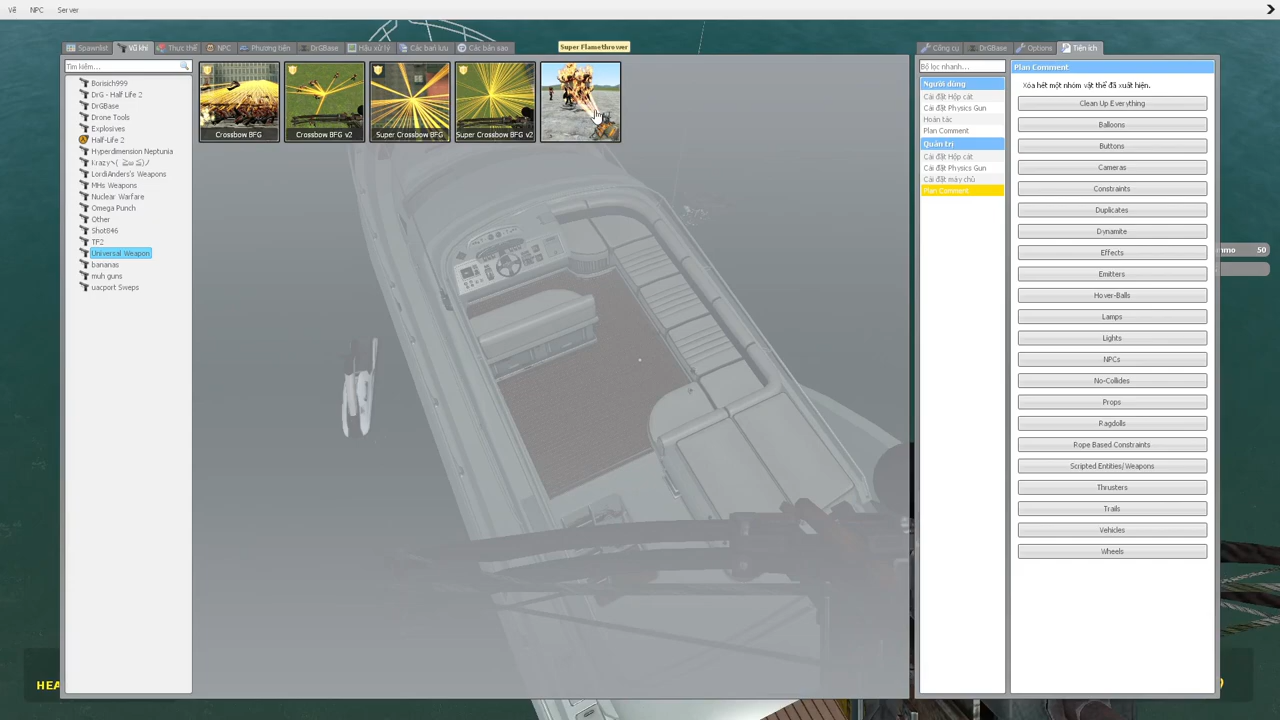 Vẽ NPC Server
Super Flamethrower
Spawnlist Vũ khí Thực thể NPC Phương tiện DrGBase Hậu xử lý Các bạn lưu Các bản sao
Công cụ DrGBase Options Tiện ích
Tìm kiếm...
Borisich999
DrG - Half Life 2
DrGBase
Drone Tools
Explosives
Half-Life 2
Hyperdimension Neptunia
LordiAnders's Weapons
MHs Weapons
Nuclear Warfare
Omega Punch
Other
Shot846
TF2
Universal Weapon
bananas
muh guns
uacport Sweps
Crossbow BFG
Crossbow BFG v2
Super Crossbow BFG
Super Crossbow BFG v2
Bộ lọc nhanh...
Người dùng
Cài đặt Hộp cát
Cài đặt Physics Gun
Hoàn tác
Plan Comment
Quản trị
Cài đặt Hộp cát
Cài đặt Physics Gun
Cài đặt máy chủ
Plan Comment
Plan Comment
Xóa hết một nhóm vật thể đã xuất hiện.
Clean Up Everything
Balloons
Buttons
Cameras
Constraints
Duplicates
Dynamite
Effects
Emitters
Hover-Balls
Lamps
Lights
NPCs
No-Collides
Props
Ragdolls
Rope Based Constraints
Scripted Entities/Weapons
Thrusters
Trails
Vehicles
Wheels
mmo 50
HEA